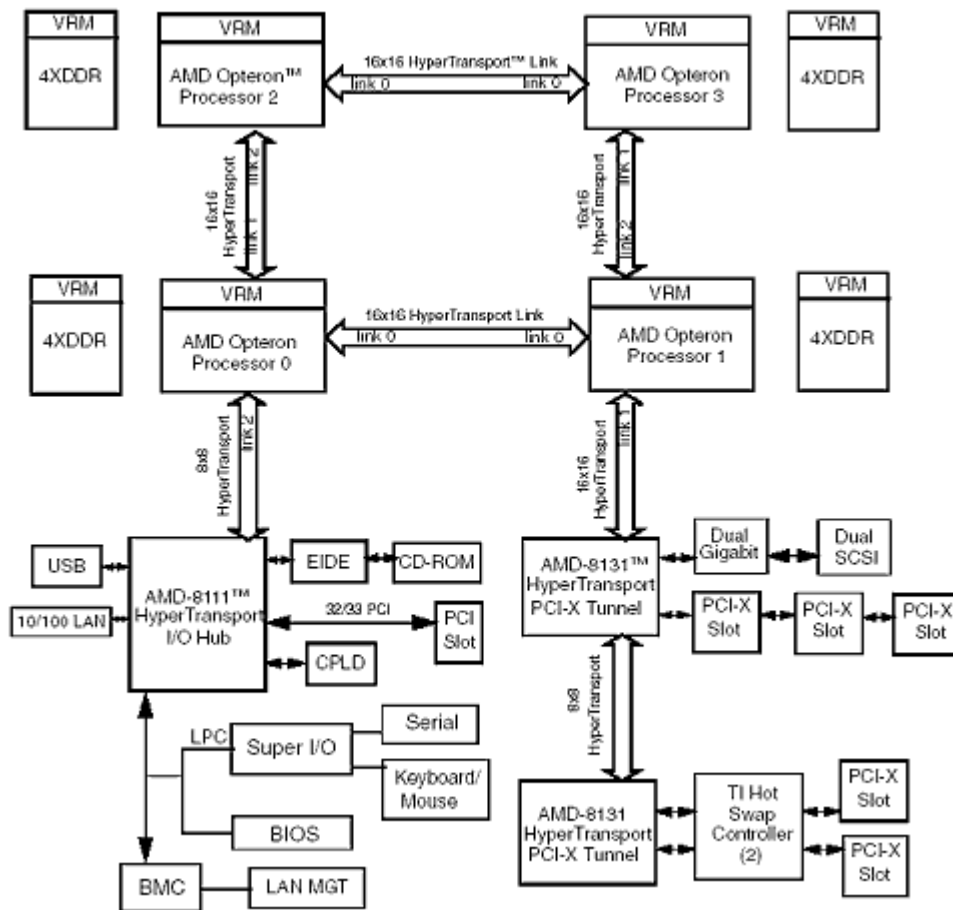 VRM
VRM
VRM
VRM
4XDDR
AMD Opteron™
Processor 2
16x16 HyperTransport™ Link
link 0
link 0
AMD Opteron
Processor 3
4XDDR
16x16
HyperTransport
link 2
link 1
16x16
HyperTransport
link 1
link 2
VRM
VRM
VRM
VRM
4XDDR
AMD Opteron
Processor 0
16x16 HyperTransport Link
link 0
link 0
AMD Opteron
Processor 1
4XDDR
8x8
HyperTransport
link 2
16x16
HyperTransport
link 1
USB
10/100 LAN
AMD-8111™
HyperTransport
I/O Hub
EIDE
CD-ROM
32/33 PCI
PCI
Slot
CPLD
AMD-8131™
HyperTransport
PCI-X Tunnel
Dual
Gigabit
Dual
SCSI
PCI-X
Slot
PCI-X
Slot
PCI-X
Slot
8x8
HyperTransport
LPC
Super I/O
Serial
Keyboard/
Mouse
BIOS
BMC
LAN MGT
AMD-8131
HyperTransport
PCI-X Tunnel
TI Hot
Swap
Controller
(2)
PCI-X
Slot
PCI-X
Slot